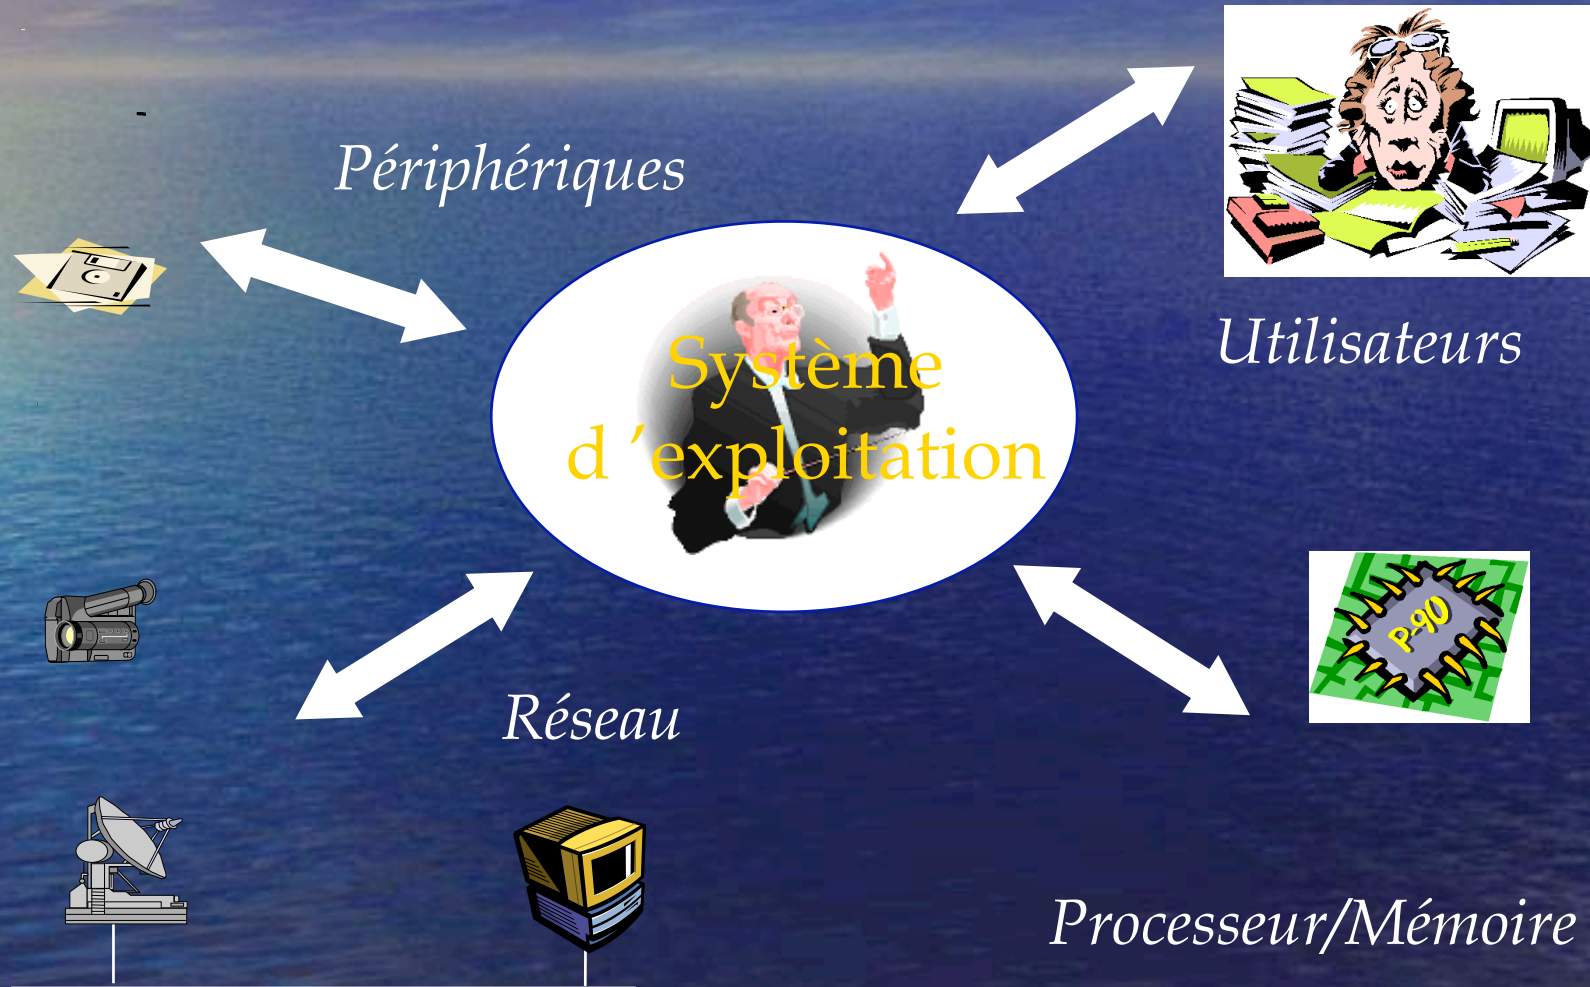 Périphériques
Système
d ’exploitation
Utilisateurs
P-90
Réseau
Processeur/Mémoire